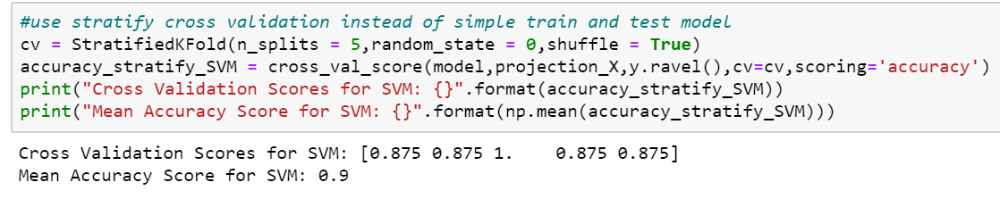 #use stratify cross validation instead of simple train and test model
cv = StratifiedKFold(n_splits = 5,random_state = 0,shuffle = True)
accuracy_stratify_SVM = cross_val_score(model,projection_X,y.ravel(),cv=cv,scoring='accuracy')
print("Cross Validation Scores for SVM: {}".format(accuracy_stratify_SVM))
print("Mean Accuracy Score for SVM: {}".format(np.mean(accuracy_stratify_SVM)))
Cross Validation Scores for SVM: [0.875 0.875 1.    0.875 0.875]
Mean Accuracy Score for SVM: 0.9